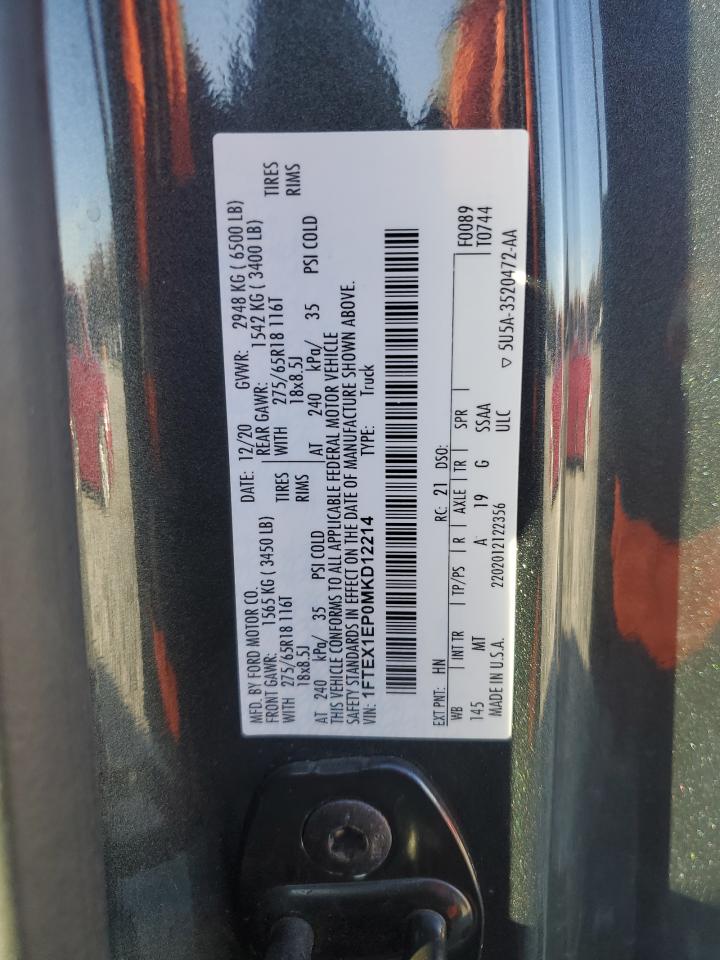 MFD. BY FORD MOTOR CO. DATE: 12/20 GVWR: 2948 KG ( 6500 LB)
FRONT GAWR: 1565 KG ( 3450 LB) REAR GAWR: 1542 KG ( 3400 LB)
WITH 275/65R18 116T TIRES WITH 275/65R18 116T TIRES
18x8.5J RIMS 18x8.5J RIMS
AT 240 kPa/ 35 PSI COLD AT 240 kPa/ 35 PSI COLD
THIS VEHICLE CONFORMS TO ALL APPLICABLE FEDERAL MOTOR VEHICLE
SAFETY STANDARDS IN EFFECT ON THE DATE OF MANUFACTURE SHOWN ABOVE.
VIN: 1FTEX1EP0MKD12214 TYPE: Truck
EXT PNT: HN RC: 21 DSO: F0089
WB INT TR TP/PS R AXLE TR SPR T0744
145 MT A 19 G SSAA
MADE IN U.S.A. 2202012122356 ULC ▽ 5U5A-3520472-AA